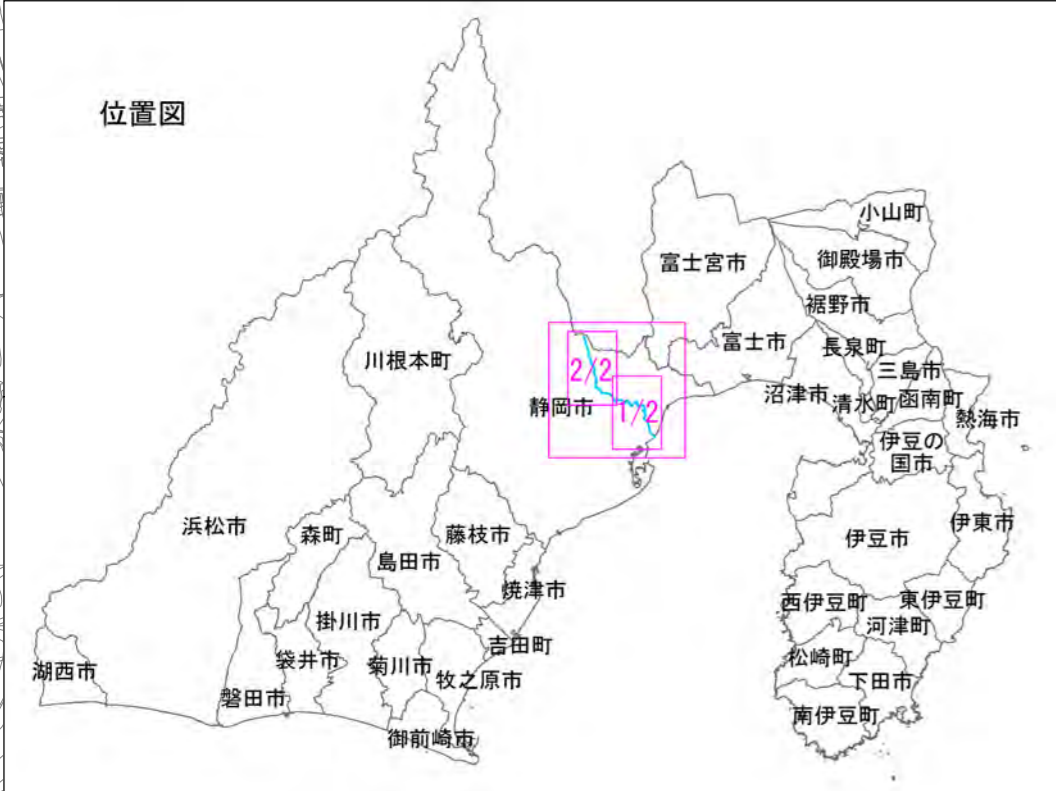 位置図
小山町
御殿場市
富士宮市
裾野市
富士市
長泉町
三島市
川根本町
2/2
沼津市
清水町
函南町
静岡市
1/2
熱海市
伊豆の
国市
浜松市
森町
藤枝市
伊東市
伊豆市
島田市
焼津市
西伊豆町
東伊豆町
掛川市
河津町
吉田町
湖西市
袋井市
菊川市
牧之原市
松崎町
下田市
磐田市
南伊豆町
御前崎市